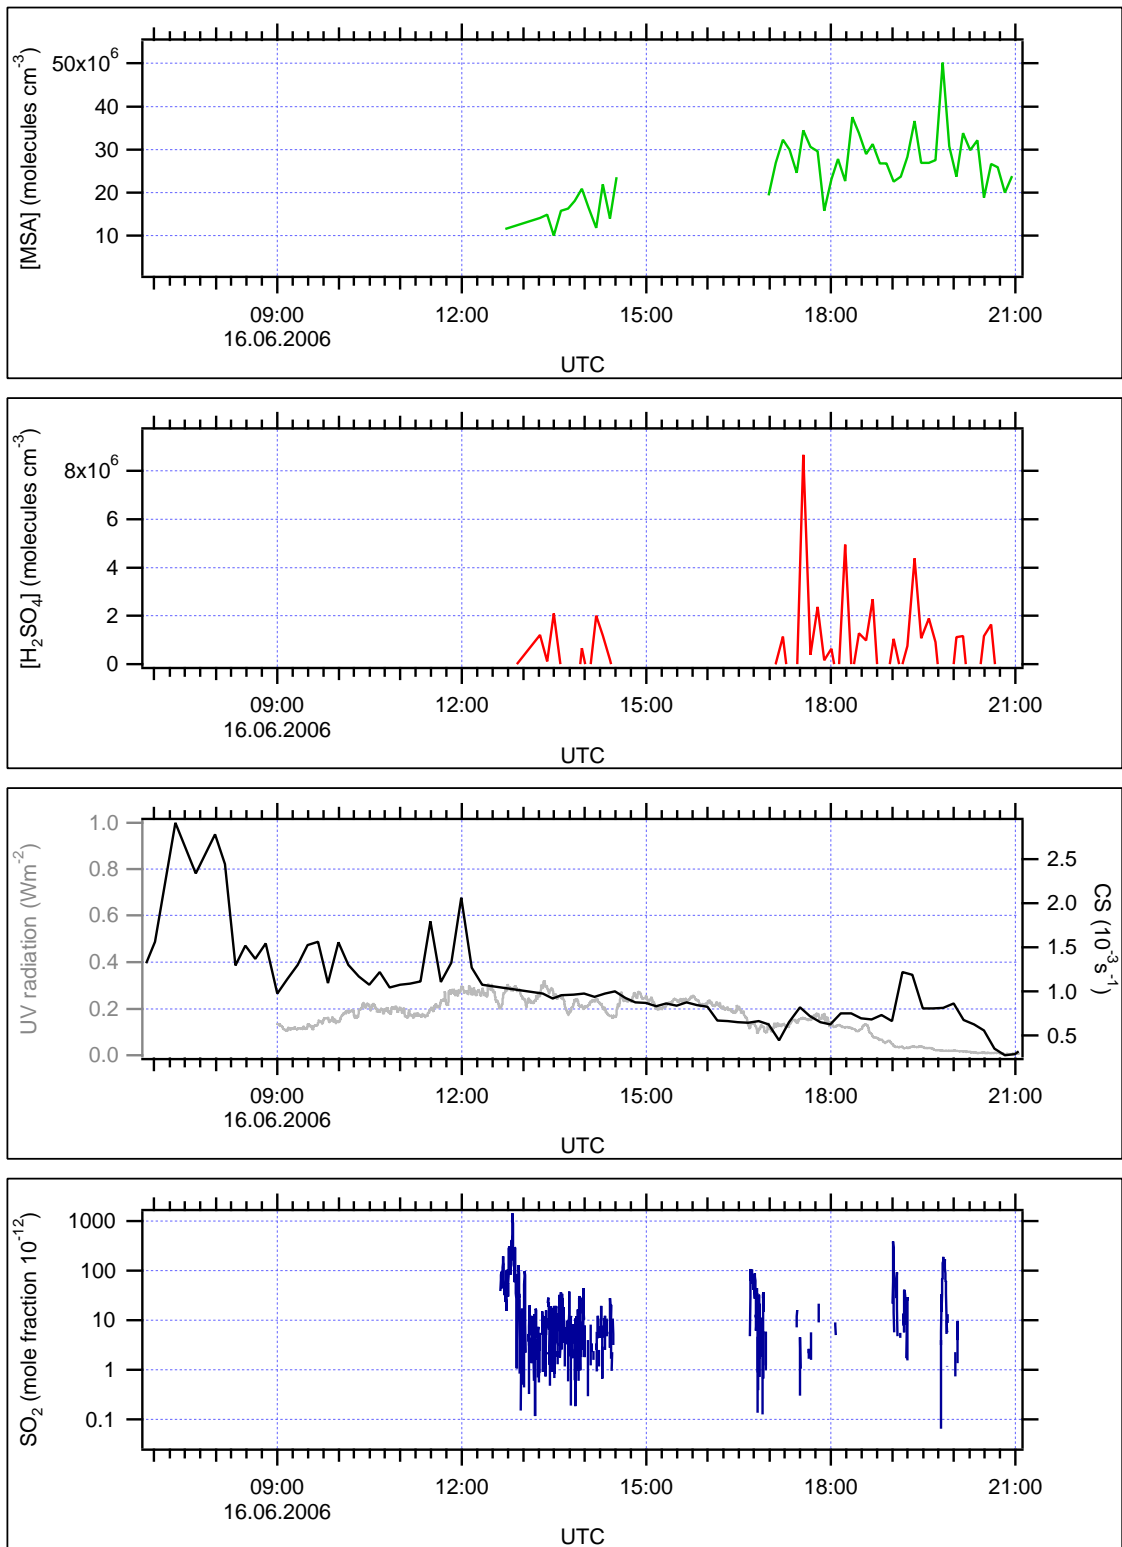 [MSA] (molecules cm⁻³)
50x10⁶
40
30
20
10
09:00 12:00 15:00 18:00 21:00
16.06.2006
UTC
[H₂SO₄] (molecules cm⁻³)
8x10⁶
6
4
2
0
09:00 12:00 15:00 18:00 21:00
16.06.2006
UTC
UV radiation (Wm⁻²)
1.0
0.8
0.6
0.4
0.2
0.0
2.5
2.0
1.5
1.0
0.5
CS (10⁻³s⁻¹)
09:00 12:00 15:00 18:00 21:00
16.06.2006
UTC
SO₂ (mole fraction 10⁻¹²)
1000
100
10
1
0.1
09:00 12:00 15:00 18:00 21:00
16.06.2006
UTC